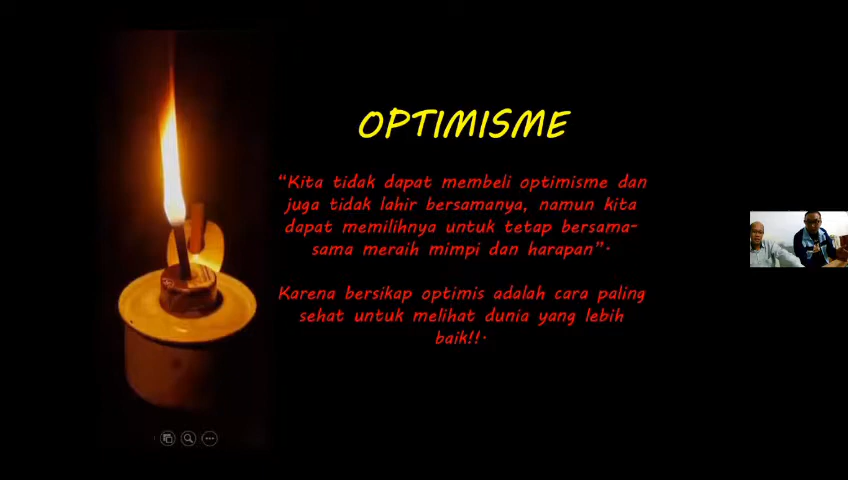 OPTIMISME
“Kita tidak dapat membeli optimisme dan
juga tidak lahir bersamanya, namun kita
dapat memilihnya untuk tetap bersama-
sama meraih mimpi dan harapan”.
Karena bersikap optimis adalah cara paling
sehat untuk melihat dunia yang lebih
baik!!.